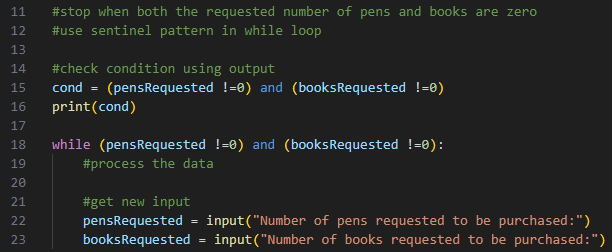 11 #stop when both the requested number of pens and books are zero
12 #use sentinel pattern in while loop
13
14 #check condition using output
15 cond = (pensRequested !=0) and (booksRequested !=0)
16 print(cond)
17
18 while (pensRequested !=0) and (booksRequested !=0):
19     #process the data
20
21     #get new input
22     pensRequested = input("Number of pens requested to be purchased:")
23     booksRequested = input("Number of books requested to be purchased:")